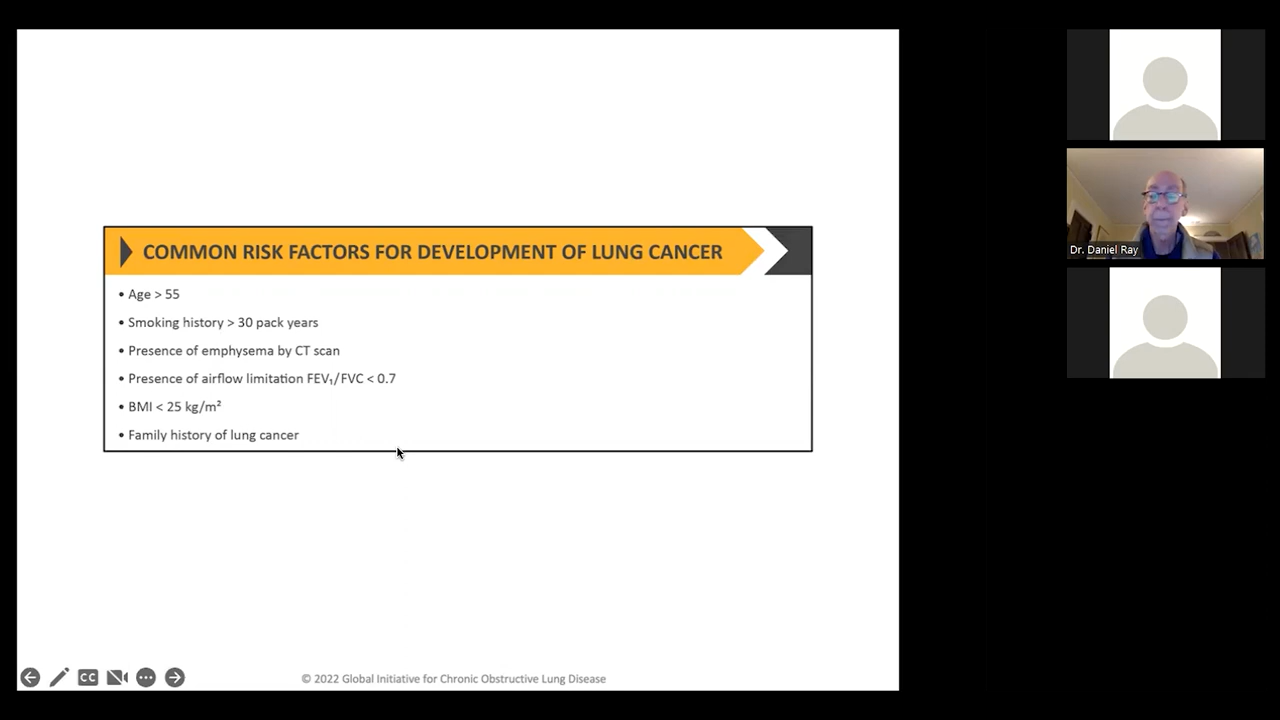 COMMON RISK FACTORS FOR DEVELOPMENT OF LUNG CANCER
• Age > 55
• Smoking history > 30 pack years
• Presence of emphysema by CT scan
• Presence of airflow limitation FEV₁/FVC < 0.7
• BMI < 25 kg/m²
• Family history of lung cancer
CC
© 2022 Global Initiative for Chronic Obstructive Lung Disease
Dr. Daniel Ray